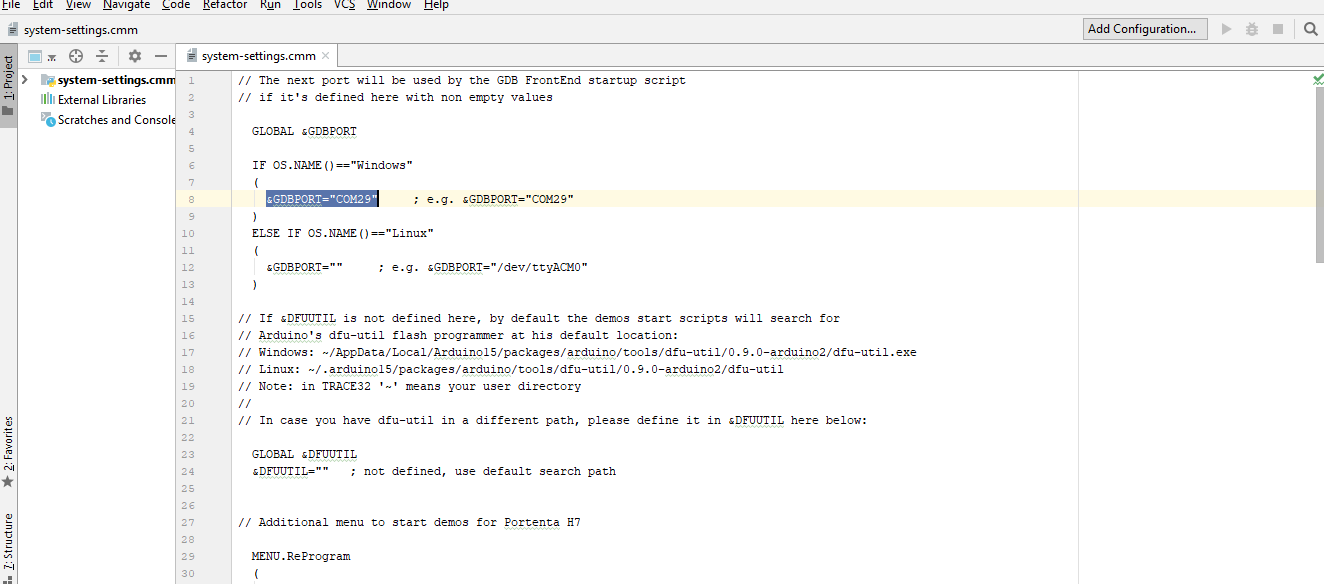 File Edit View Navigate Code Refactor Run Tools VCS Window Help
system-settings.cmm
Add Configuration...
1: Project
system-settings.cmm
External Libraries
Scratches and Console
2: Favorites
7: Structure
system-settings.cmm
1 // The next port will be used by the GDB FrontEnd startup script
2 // if it's defined here with non empty values
3
4 GLOBAL &GDBPORT
5
6 IF OS.NAME()=="Windows"
7 (
8 &GDBPORT="COM29" ; e.g. &GDBPORT="COM29"
9 )
10 ELSE IF OS.NAME()=="Linux"
11 (
12 &GDBPORT="" ; e.g. &GDBPORT="/dev/ttyACM0"
13 )
14
15 // If &DFUUTIL is not defined here, by default the demos start scripts will search for
16 // Arduino's dfu-util flash programmer at his default location:
17 // Windows: ~/AppData/Local/Arduino15/packages/arduino/tools/dfu-util/0.9.0-arduino2/dfu-util.exe
18 // Linux: ~/.arduino15/packages/arduino/tools/dfu-util/0.9.0-arduino2/dfu-util
19 // Note: in TRACE32 '~' means your user directory
20 //
21 // In case you have dfu-util in a different path, please define it in &DFUUTIL here below:
22
23 GLOBAL &DFUUTIL
24 &DFUUTIL="" ; not defined, use default search path
25
26
27 // Additional menu to start demos for Portenta H7
28
29 MENU.ReProgram
30 (